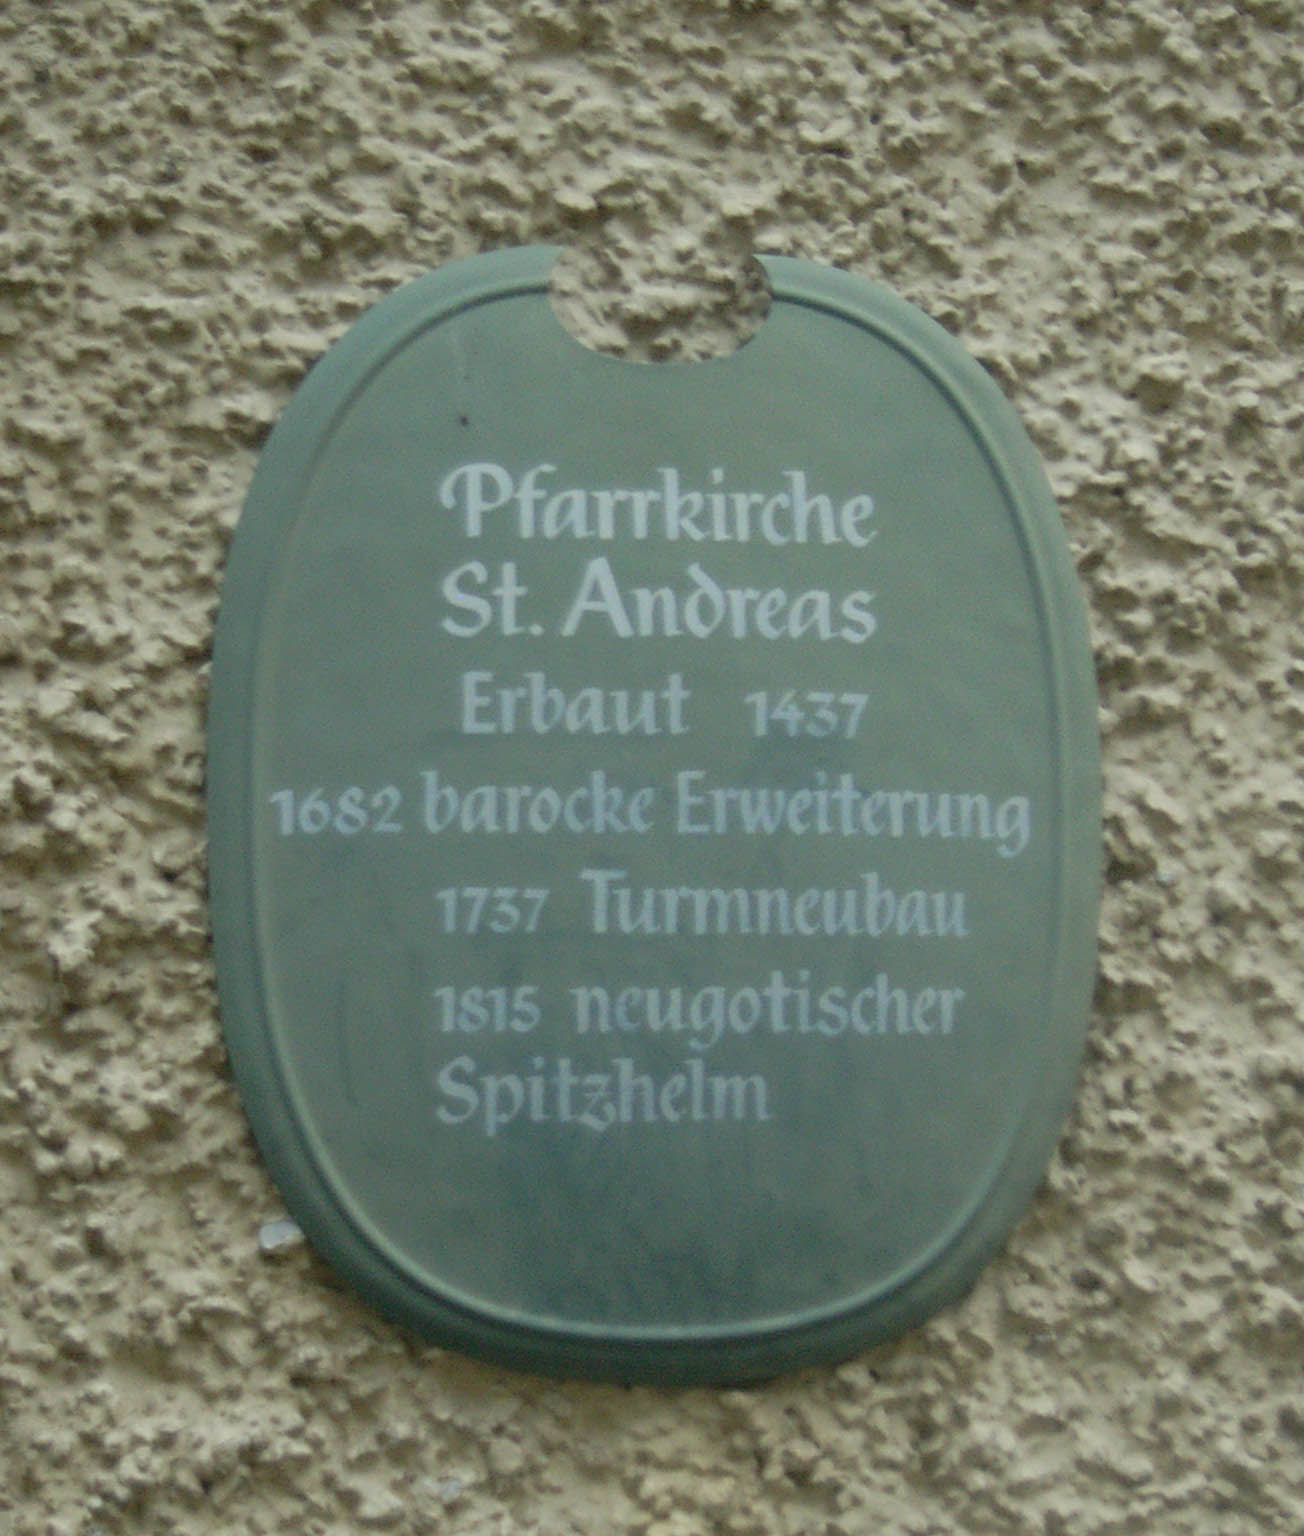 Pfarrkirche
St. Andreas
Erbaut 1437
1682 barocke Erweiterung
1737 Turmneubau
1815 neugotischer
Spitzhelm